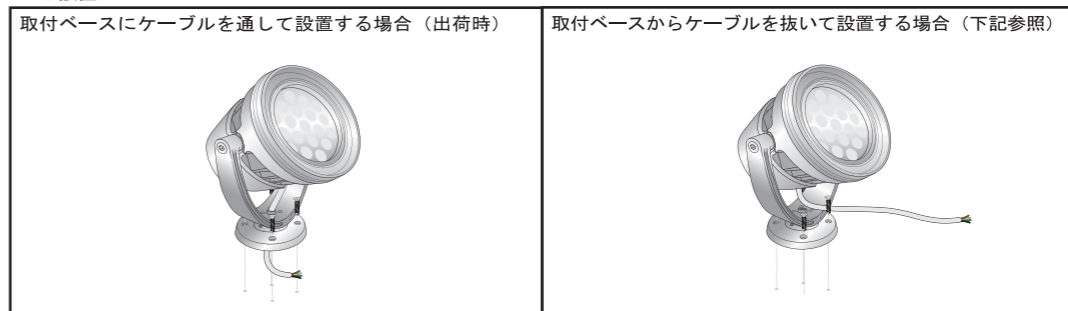 取付ベースにケーブルを通して設置する場合（出荷時）
取付ベースからケーブルを抜いて設置する場合（下記参照）